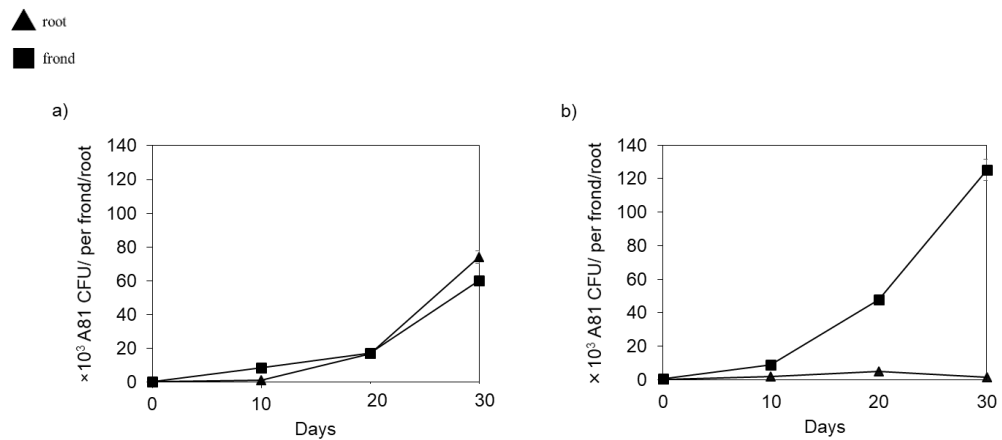 root
frond
a)
140
120
100
80
60
40
20
0
×10³ A81 CFU/ per frond/root
0 10 20 30
Days
b)
140
120
100
80
60
40
20
0
× 10³ A81 CFU/ per frond/root
0 10 20 30
Days